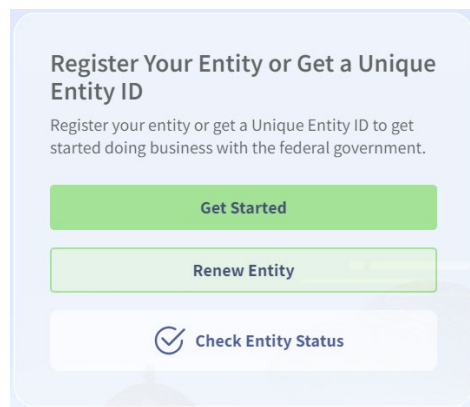 Register Your Entity or Get a Unique
Entity ID
Register your entity or get a Unique Entity ID to get
started doing business with the federal government.
Get Started
Renew Entity
Check Entity Status